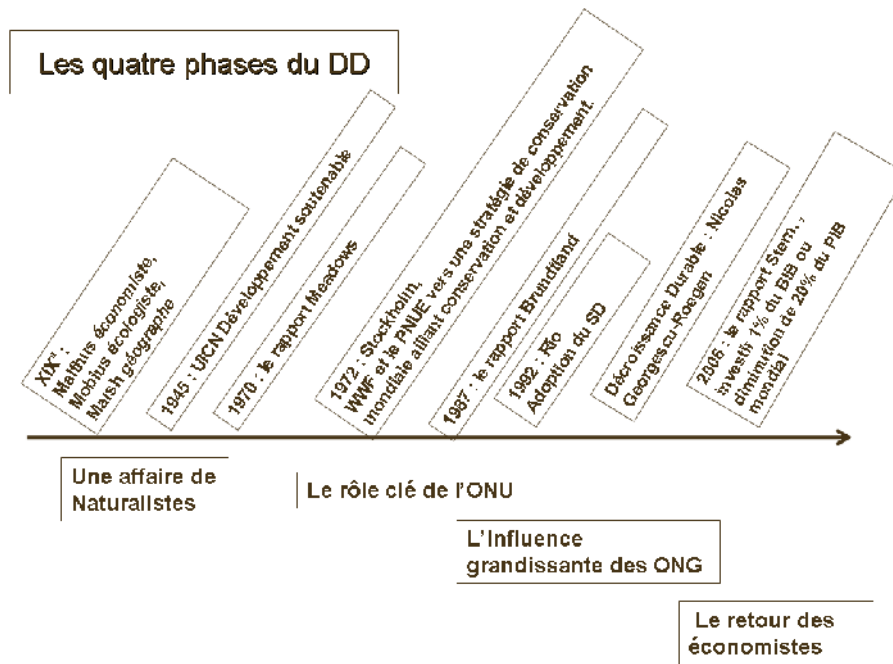 Les quatre phases du DD
XIXᵉ :
Malthus économiste,
Mobius écologiste,
Marsh géographe
1945 : UICN Développement soutenable
1970 : le rapport Meadows
1972 : Stockholm,
WWF et le PNUE vers une stratégie de conservation
mondiale alliant conservation et développement.
1987 : le rapport Brundtland
1992 : Rio
Adoption du SD
Décroissance Durable : Nicolas
Georgescu-Roegen
2006 : le rapport Stern. ,
investir 1% du BIB ou
diminution de 20% du PIB
mondial
Une affaire de
Naturalistes
Le rôle clé de l'ONU
L'Influence
grandissante des ONG
Le retour des
économistes